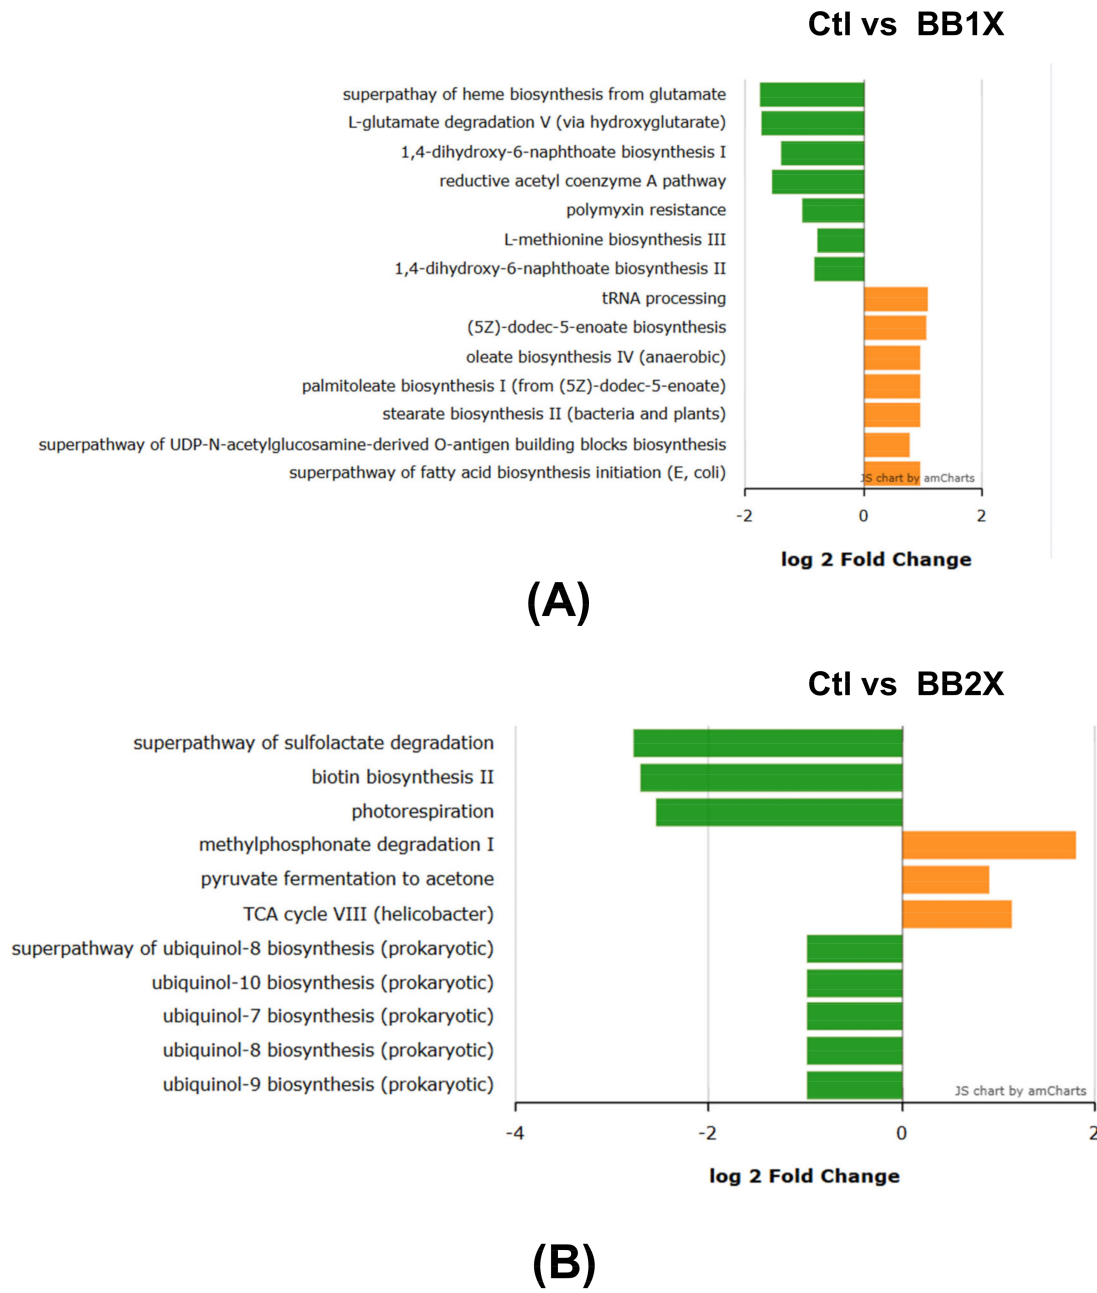 Ctl vs BB1X
superpathay of heme biosynthesis from glutamate
L-glutamate degradation V (via hydroxyglutarate)
1,4-dihydroxy-6-naphthoate biosynthesis I
reductive acetyl coenzyme A pathway
polymyxin resistance
L-methionine biosynthesis III
1,4-dihydroxy-6-naphthoate biosynthesis II
tRNA processing
(5Z)-dodec-5-enoate biosynthesis
oleate biosynthesis IV (anaerobic)
palmitoleate biosynthesis I (from (5Z)-dodec-5-enoate)
stearate biosynthesis II (bacteria and plants)
superpathway of UDP-N-acetylglucosamine-derived O-antigen building blocks biosynthesis
superpathway of fatty acid biosynthesis initiation (E, coli)
JS chart by amCharts
-2 0 2
log 2 Fold Change
(A)
Ctl vs BB2X
superpathway of sulfolactate degradation
biotin biosynthesis II
photorespiration
methylphosphonate degradation I
pyruvate fermentation to acetone
TCA cycle VIII (helicobacter)
superpathway of ubiquinol-8 biosynthesis (prokaryotic)
ubiquinol-10 biosynthesis (prokaryotic)
ubiquinol-7 biosynthesis (prokaryotic)
ubiquinol-8 biosynthesis (prokaryotic)
ubiquinol-9 biosynthesis (prokaryotic)
JS chart by amCharts
-4 -2 0 2
log 2 Fold Change
(B)